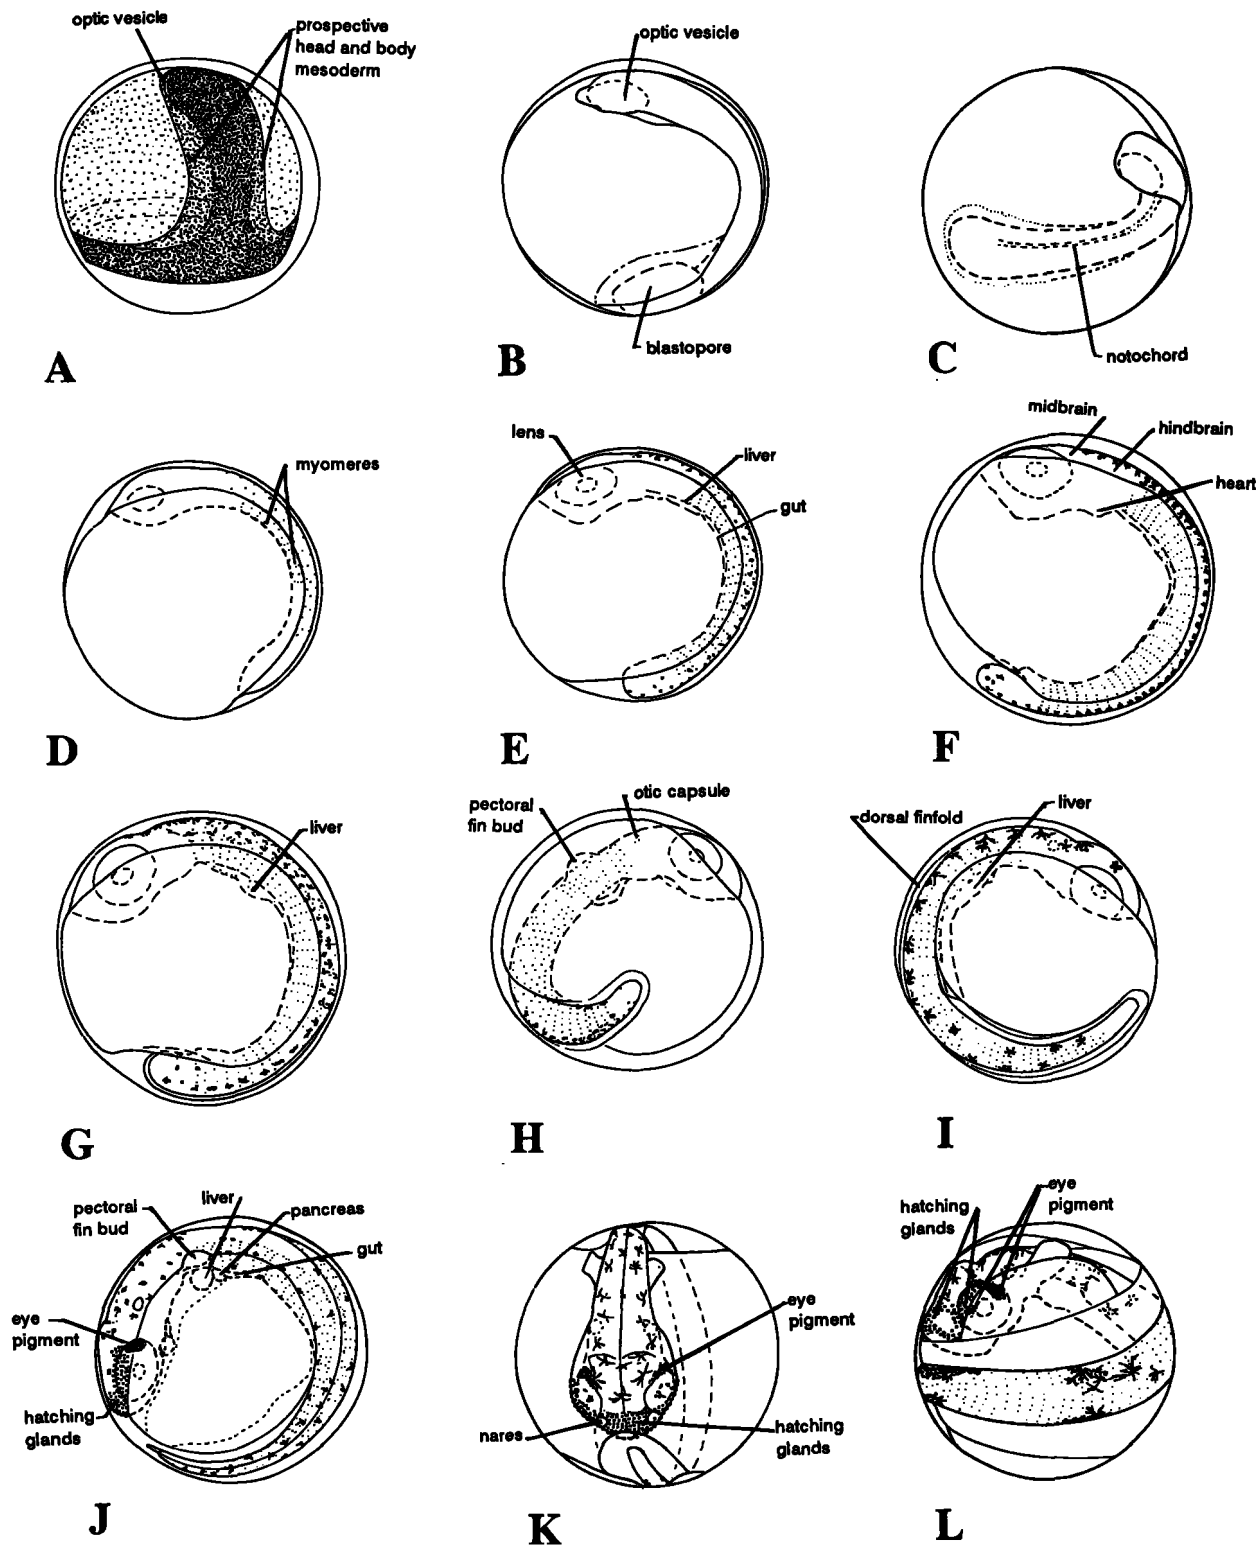 optic vesicle
prospective
head and body
mesoderm
A
optic vesicle
blastopore
B
notochord
C
myomeres
D
lens
liver
gut
E
midbrain
hindbrain
heart
F
liver
G
pectoral
fin bud
otic capsule
H
dorsal finfold
liver
I
pectoral
fin bud
liver
pancreas
gut
eye
pigment
hatching
glands
J
eye
pigment
nares
hatching
glands
K
hatching
glands
eye
pigment
L